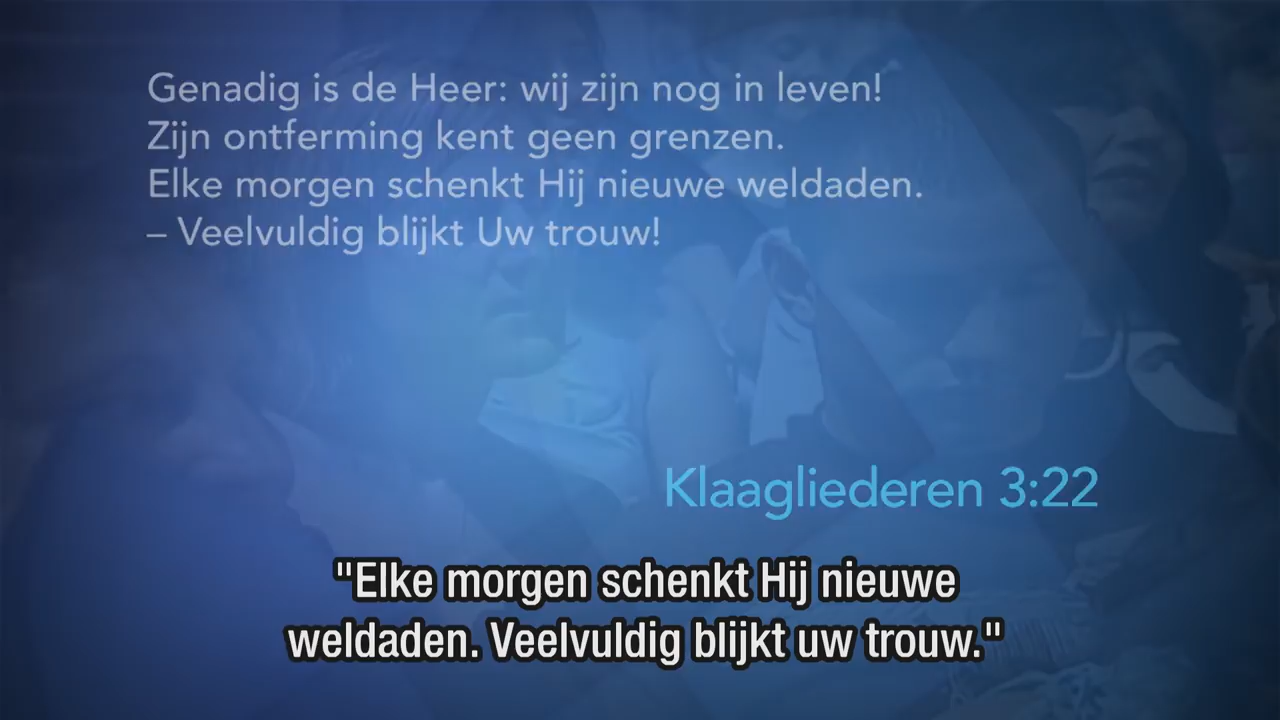 Genadig is de Heer: wij zijn nog in leven!
Zijn ontferming kent geen grenzen.
Elke morgen schenkt Hij nieuwe weldaden.
– Veelvuldig blijkt Uw trouw!
Klaagliederen 3:22
"Elke morgen schenkt Hij nieuwe
weldaden. Veelvuldig blijkt uw trouw."